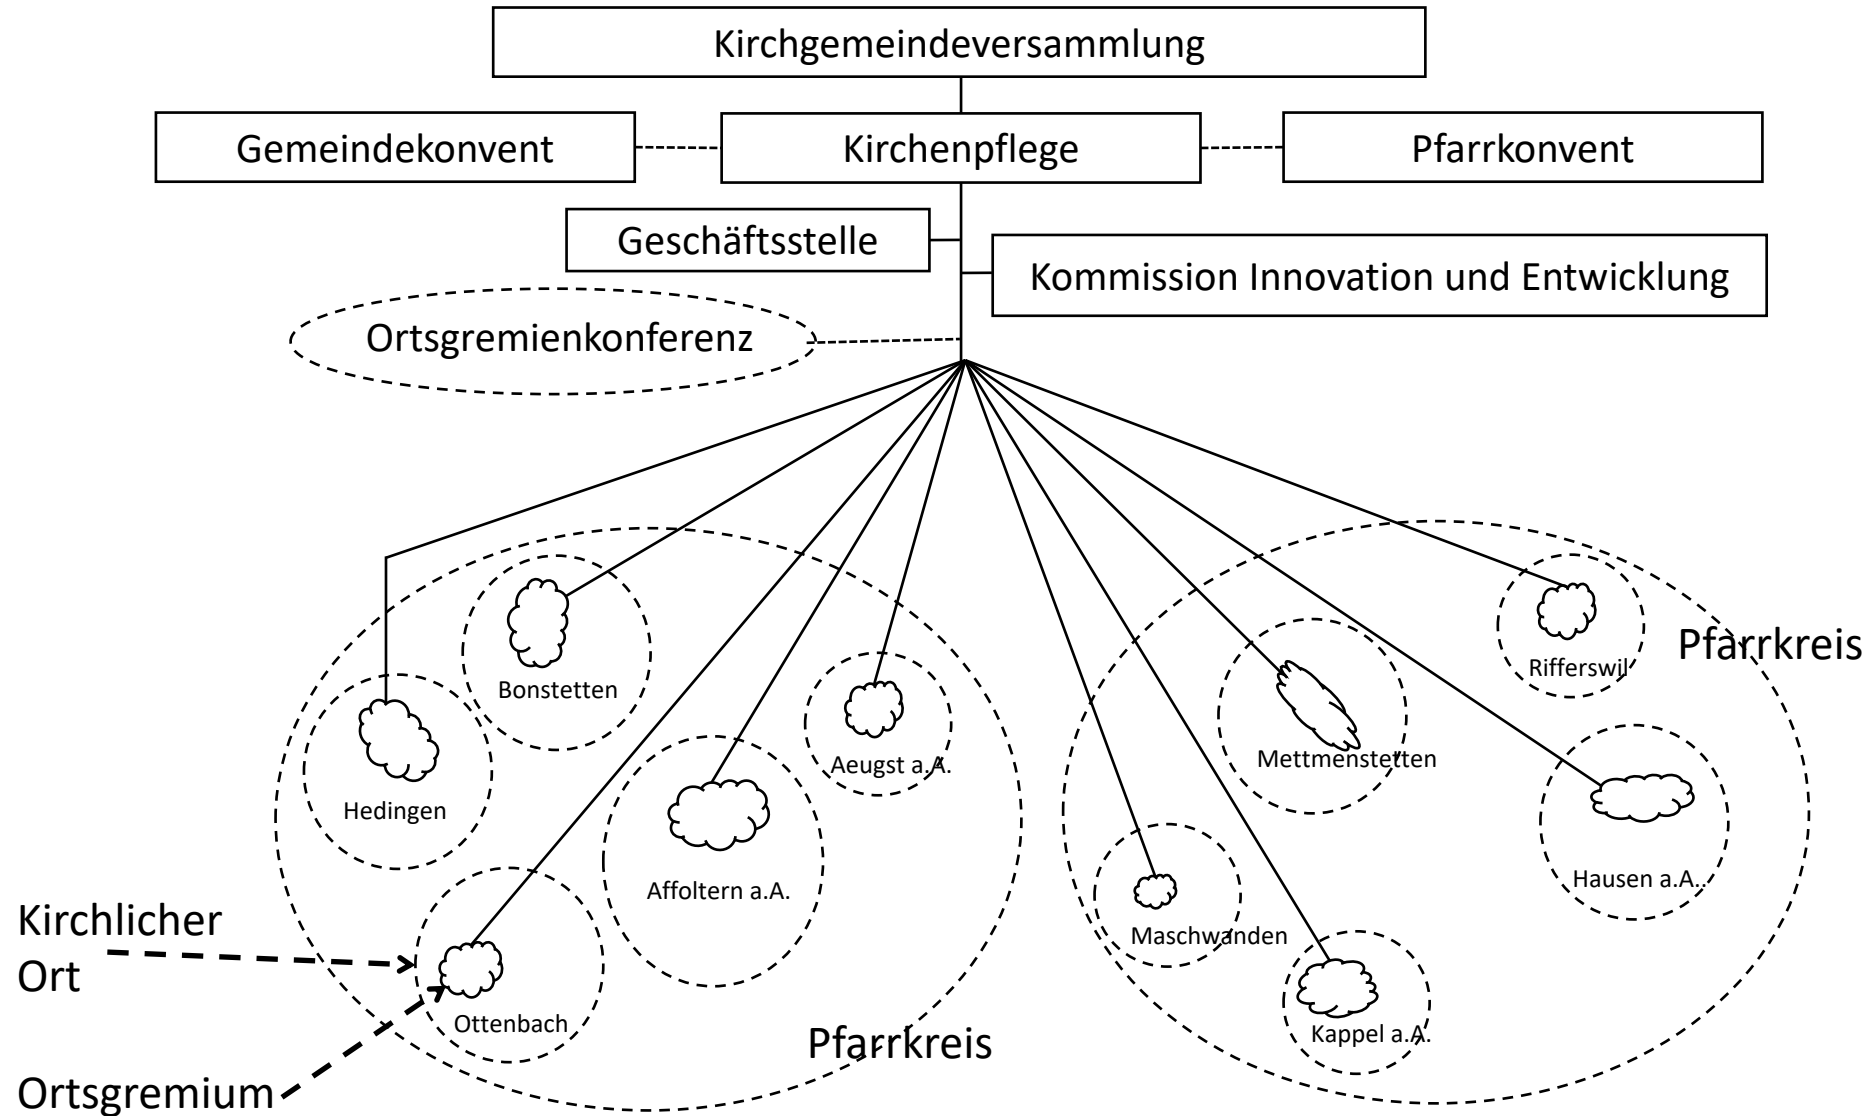 Kirchgemeindeversammlung
Gemeindekonvent
Kirchenpflege
Pfarrkonvent
Geschäftsstelle
Kommission Innovation und Entwicklung
Ortsgremienkonferenz
Pfarrkreis
Rifferswil
Bonstetten
Mettmenstetten
Aeugst a.A.
Hedingen
Hausen a.A..
Affoltern a.A.
Kirchlicher
Ort
Maschwanden
Ottenbach
Kappel a.A.
Pfarrkreis
Ortsgremium